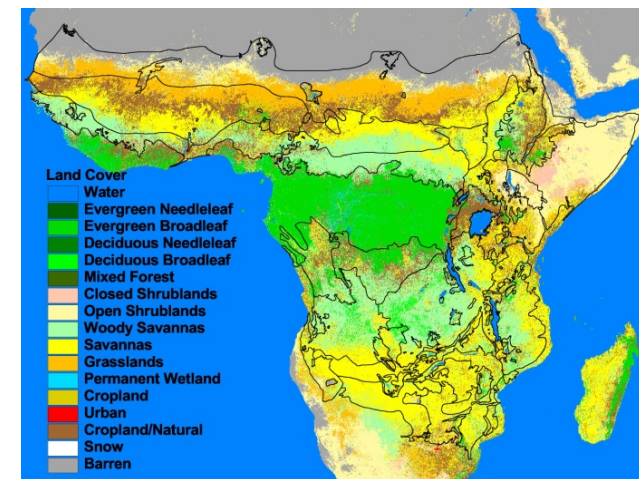 Land Cover
Water
Evergreen Needleleaf
Evergreen Broadleaf
Deciduous Needleleaf
Deciduous Broadleaf
Mixed Forest
Closed Shrublands
Open Shrublands
Woody Savannas
Savannas
Grasslands
Permanent Wetland
Cropland
Urban
Cropland/Natural
Snow
Barren